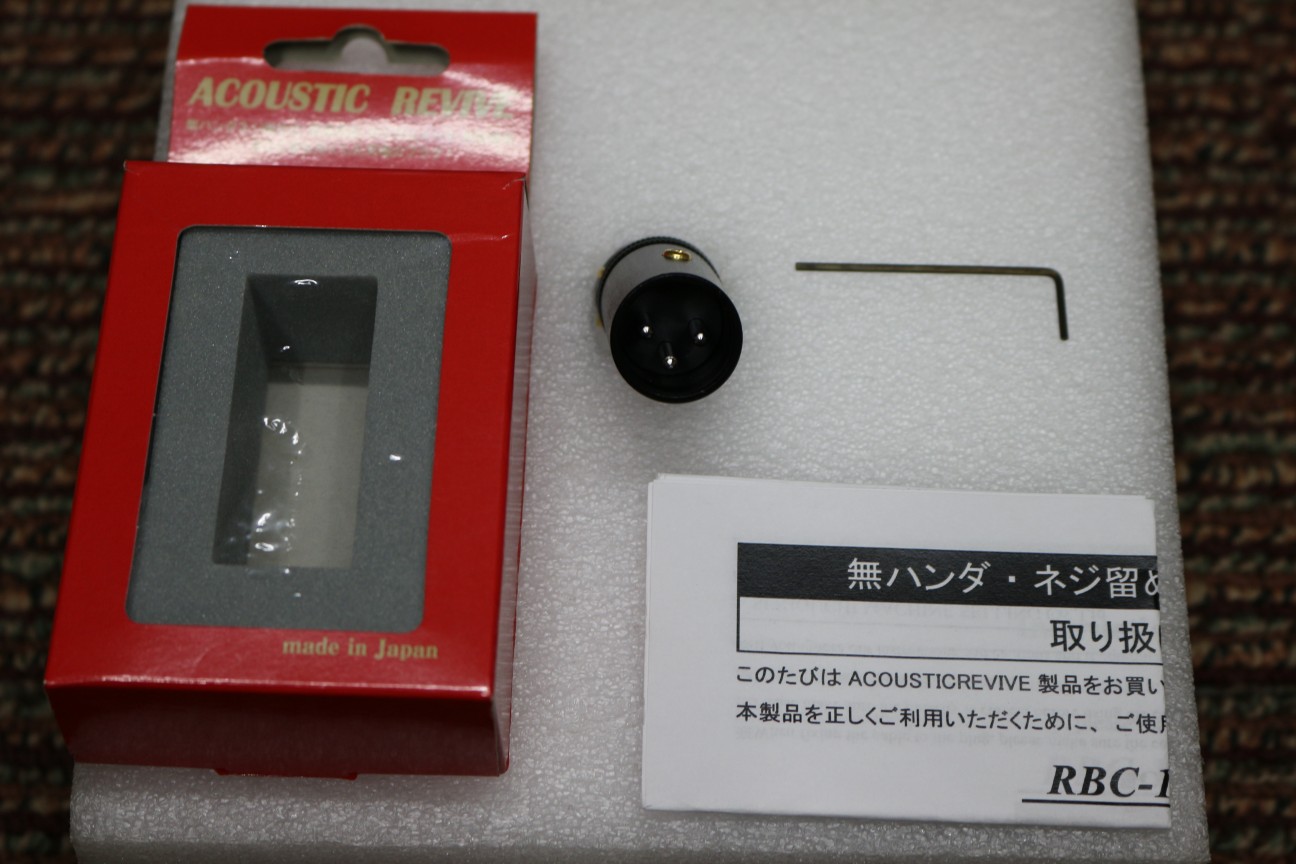 ACOUSTIC REVIVE
made in Japan
無ハンダ・ネジ留め
取り扱い
このたびは ACOUSTICREVIVE 製品をお買い
本製品を正しくご利用いただくために、ご使用
RBC-1